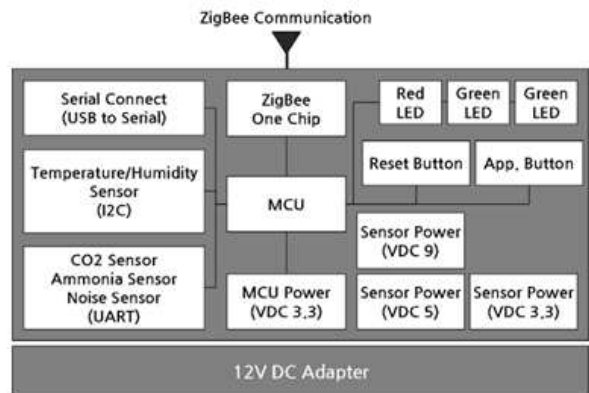 ZigBee Communication
Serial Connect
(USB to Serial)
ZigBee
One Chip
Red
LED
Green
LED
Green
LED
Temperature/Humidity
Sensor
(I2C)
MCU
Reset Button
App. Button
CO2 Sensor
Ammonia Sensor
Noise Sensor
(UART)
MCU Power
(VDC 3.3)
Sensor Power
(VDC 9)
Sensor Power
(VDC 5)
Sensor Power
(VDC 3.3)
12V DC Adapter